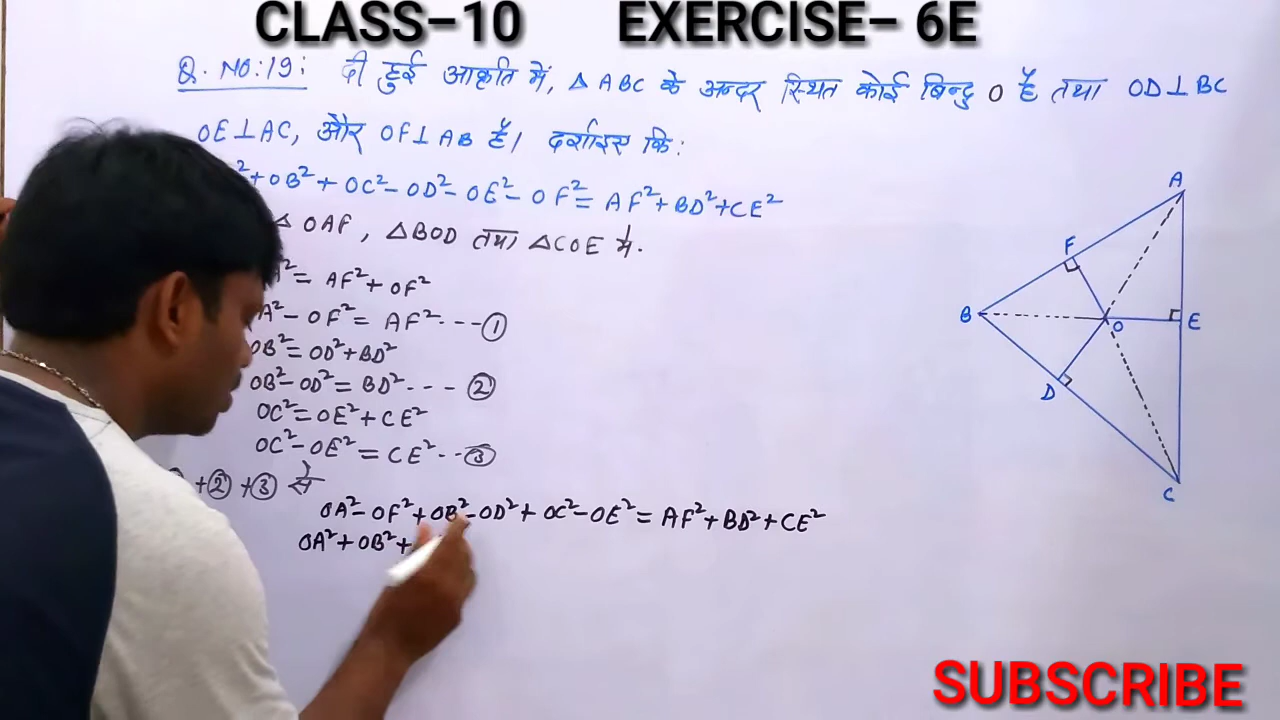 CLASS-10 EXERCISE- 6E
Q. NO:19: दी हुई आकृति में, △ABC के अन्दर स्थित कोई बिन्दु O है तथा OD⊥BC
OE⊥AC, और OF⊥AB है। दर्शाइए कि:
²+OB²+OC²-OD²-OE²-OF²=AF²+BD²+CE²
△OAF, △BOD तथा △COE में.
A²=AF²+OF²
A²-OF²=AF²---①
OB²=OD²+BD²
OB²-OD²=BD²---②
OC²=OE²+CE²
OC²-OE²=CE²--③
+②+③ से
OA²-OF²+OB²-OD²+OC²-OE²=AF²+BD²+CE²
OA²+OB²+
A
F
B
O
E
D
C
SUBSCRIBE